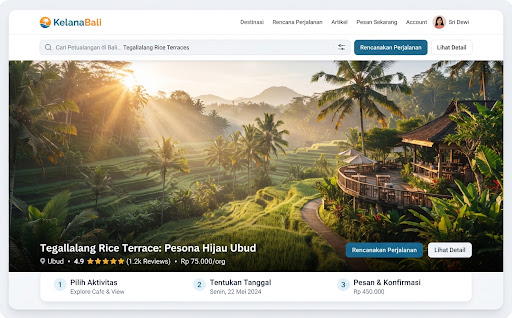 KelanaBali
Destinasi Rencana Perjalanan Artikel Pesan Sekarang Account Sri Dewi
Cari Petualangan di Bali... Tegallalang Rice Terraces Rencanakan Perjalanan Lihat Detail
Tegallalang Rice Terrace: Pesona Hijau Ubud
Ubud • 4.9 ★★★★★ (1.2k Reviews) • Rp 75.000/org
Rencanakan Perjalanan Lihat Detail
1 Pilih Aktivitas
Explore Cafe & View
2 Tentukan Tanggal
Senin, 22 Mei 2024
3 Pesan & Konfirmasi
Rp 450.000